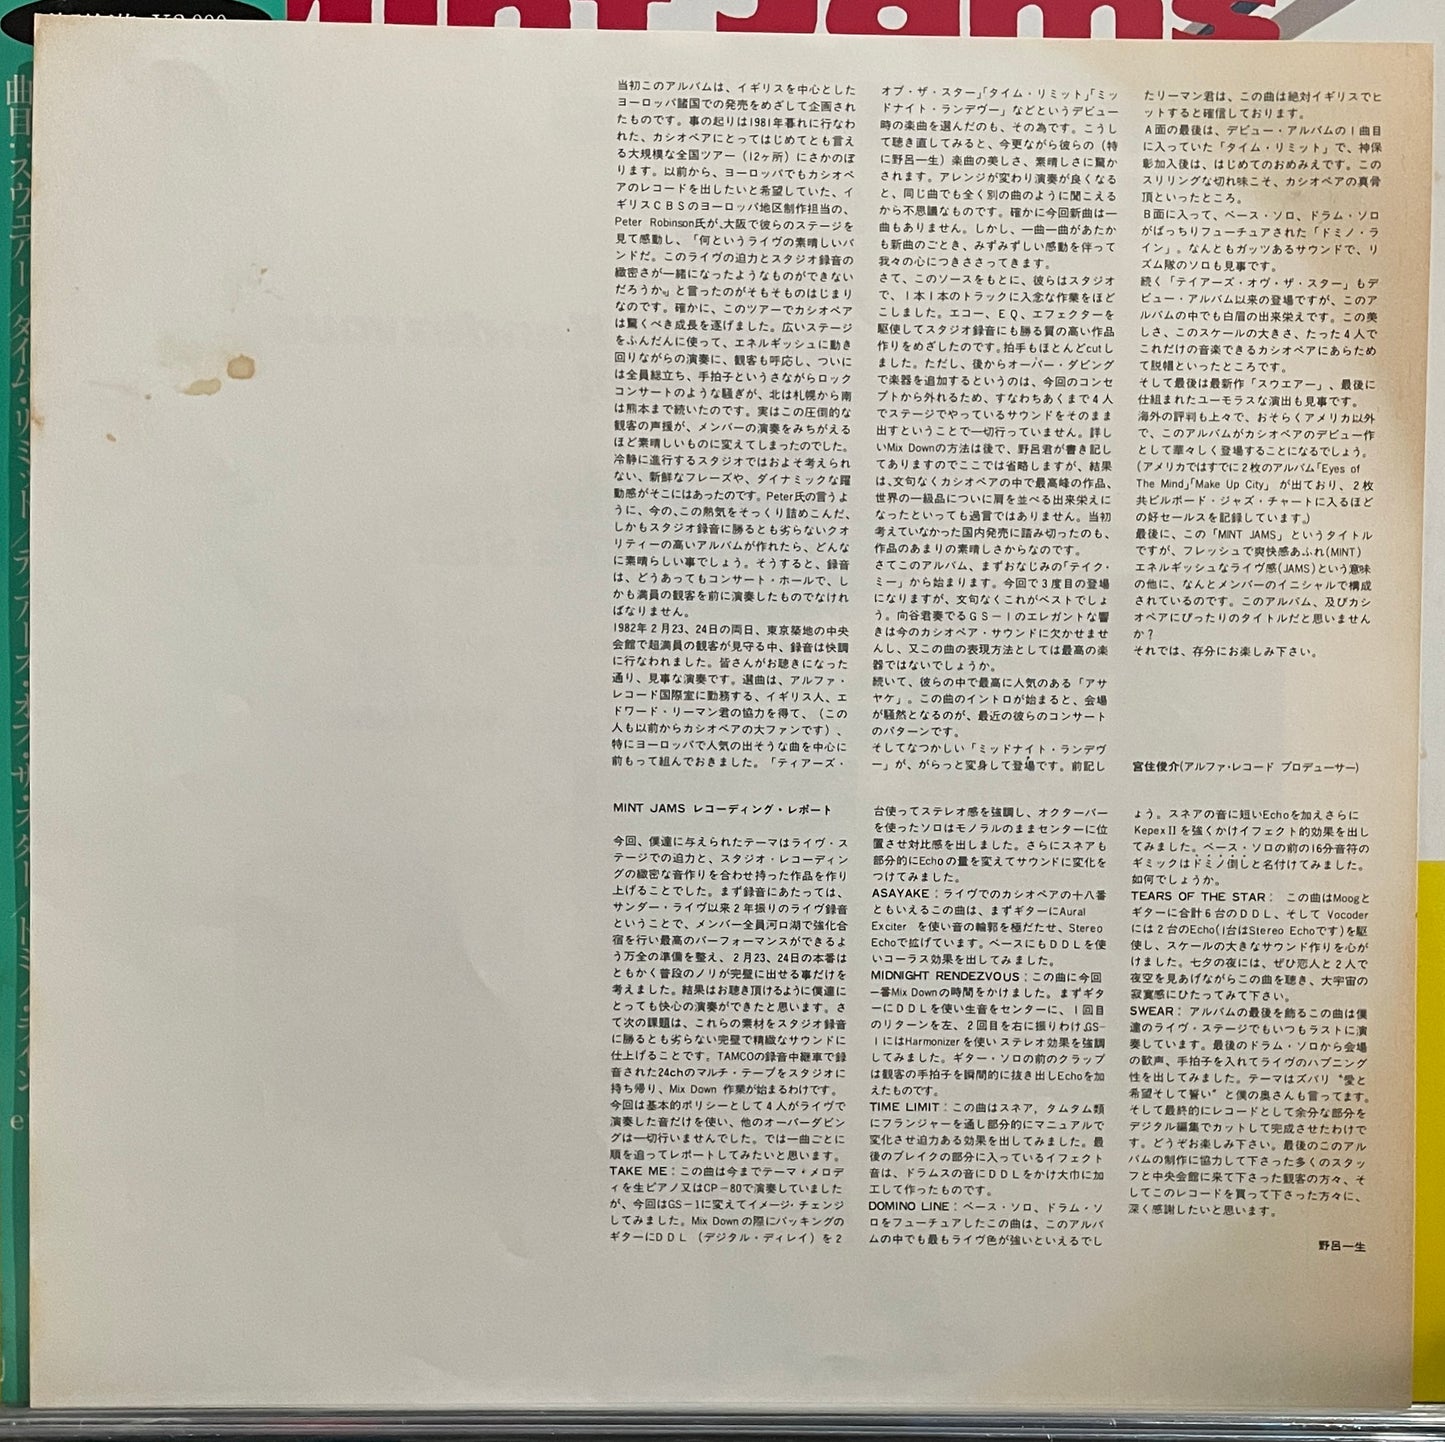 Mint Jams
曲目:スウェアー/タイム・リミット/ティアーズ・オブ・ザ・スター/ドミノ・ライン
当初このアルバムは、イギリスを中心とした
ヨーロッパ諸国での発売をめざして企画され
たものです。事の起りは1981年暮れに行なわ
れた、カシオペアにとってはじめてとも言え
る大規模な全国ツアー(12ヶ所)にさかのぼ
ります。以前から、ヨーロッパでもカシオペ
アのレコードを出したいと希望していた、イ
ギリスCBSのヨーロッパ地区制作担当の、
Peter Robinson氏が、大阪で彼らのステージを
見て感動し、「何というライヴの素晴しいバ
ンドだ。このライヴの迫力とスタジオ録音の
緻密さが一緒になったようなものができない
だろうか。」と言ったのがそもそものはじまり
なのです。確かに、このツアーでカシオペア
は驚くべき成長を遂げました。広いステージ
をふんだんに使って、エネルギッシュに動き
回りながらの演奏に、観客も呼応し、ついに
は全員総立ち、手拍子というさながらロック
コンサートのような騒ぎが、北は札幌から南
は熊本まで続いたのです。実はこの圧倒的な
観客の声援が、メンバーの演奏をみちがえる
ほど素晴しいものに変えてしまったのでした。
冷静に進行するスタジオではおよそ考えられ
ない、新鮮なフレーズや、ダイナミックな躍
動感がそこにはあったのです。Peter氏の言うよ
うに、今の、この熱気をそっくり詰めこんだ、
しかもスタジオ録音に勝るとも劣らないクオ
リティーの高いアルバムが作れたら、どんな
に素晴らしい事でしょう。そうすると、録音
は、どうあってもコンサート・ホールで、し
かも満員の観客を前に演奏したものでなけれ
ばなりません。
1982年2月23、24日の両日、東京築地の中央
会館で超満員の観客が見守る中、録音は快調
に行なわれました。皆さんがお聴きになった
通り、見事な演奏です。選曲は、アルファ・
レコード国際室に勤務する、イギリス人、エ
ドワード・リーマン君の協力を得て、(この
人も以前からカシオペアの大ファンです)、
特にヨーロッパで人気の出そうな曲を中心に
前もって組んでおきました。「ティアーズ・
オブ・ザ・スター」「タイム・リミット」「ミッ
ドナイト・ランデヴー」などというデビュー
時の楽曲を選んだのも、その為です。こうし
て聴き直してみると、今更ながら彼らの(特
に野呂一生)楽曲の美しさ、素晴しさに驚か
されます。アレンジが変わり演奏が良くなる
と、同じ曲でも全く別の曲のように聞こえる
から不思議なものです。確かに今回新曲は一
曲もありません。しかし、一曲一曲があたか
も新曲のごとき、みずみずしい感動を伴って
我々の心につきささってきます。
さて、このソースをもとに、彼らはスタジオ
で、1本1本のトラックに入念な作業をほど
こしました。エコー、EQ、エフェクターを
駆使してスタジオ録音にも勝る質の高い作品
作りをめざしたのです。拍手もほとんどcutし
ました。ただし、後からオーバー・ダビング
で楽器を追加するというのは、今回のコンセ
プトから外れるため、すなわちあくまで4人
でステージでやっているサウンドをそのまま
出すということで一切行っていません。詳し
いMix Downの方法は後で、野呂君が書き記し
てありますのでここでは省略しますが、結果
は、文句なくカシオペアの中で最高峰の作品、
世界の一級品についに肩を並べる出来栄えに
なったといっても過言ではありません。当初
考えていなかった国内発売に踏み切ったのも、
作品のあまりの素晴しさからなのです。
さてこのアルバム、まずおなじみの「テイク・
ミー」から始まります。今回で3度目の登場
になりますが、文句なくこれがベストでしょ
う。向谷君奏でるGS-1のエレガントな響
きは今のカシオペア・サウンドに欠かせませ
んし、又この曲の表現方法としては最高の楽
器ではないでしょうか。
続いて、彼らの中で最高に人気のある「アサ
ヤケ」。この曲のイントロが始まると、会場
が騒然となるのが、最近の彼らのコンサート
のパターンです。
そしてなつかしい「ミッドナイト・ランデヴ
ー」が、がらっと変身して登場です。前記し
たリーマン君は、この曲は絶対イギリスでヒ
ットすると確信しております。
A面の最後は、デビュー・アルバムの1曲目
に入っていた「タイム・リミット」で、神保
彰加入後は、はじめてのおめみえです。この
スリリングな切れ味こそ、カシオペアの真骨
頂といったところ。
B面に入って、ベース・ソロ、ドラム・ソロ
がばっちりフューチュアされた「ドミノ・ラ
イン」。なんともガッツあるサウンドで、リ
ズム隊のソロも見事です。
続く「テイアーズ・オヴ・ザ・スター」もデ
ビュー・アルバム以来の登場ですが、このア
ルバムの中でも白眉の出来栄えです。この美
しさ、このスケールの大きさ、たった4人で
これだけの音楽できるカシオペアにあらため
て脱帽といったところです。
そして最後は最新作「スウエアー」、最後に
仕組まれたユーモラスな演出も見事です。
海外の評判も上々で、おそらくアメリカ以外
で、このアルバムがカシオペアのデビュー作
として華々しく登場することになるでしょう。
(アメリカではすでに2枚のアルバム「Eyes of
The Mind」「Make Up City」 が出ており、2枚
共ビルボード・ジャズ・チャートに入るほど
の好セールスを記録しています。)
最後に、この「MINT JAMS」というタイトル
ですが、フレッシュで爽快感あふれ(MINT)
エネルギッシュなライヴ感(JAMS)という意味
の他に、なんとメンバーのイニシャルで構成
されているのです。このアルバム、及びカシ
オペアにぴったりのタイトルだと思いません
か?
それでは、存分にお楽しみ下さい。
宮住俊介(アルファ・レコード プロデューサー)
MINT JAMS レコーディング・レポート
今回、僕達に与えられたテーマはライヴ・ス
テージでの迫力と、スタジオ・レコーディン
グの緻密な音作りを合わせ持った作品を作り
上げることでした。まず録音にあたっては、
サンダー・ライヴ以来2年振りのライヴ録音
ということで、メンバー全員河口湖で強化合
宿を行い最高のパーフォーマンスができるよ
う万全の準備を整え、2月23、24日の本番は
ともかく普段のノリが完璧に出せる事だけを
考えました。結果はお聴き頂けるように僕達に
とっても快心の演奏ができたと思います。さ
て次の課題は、これらの素材をスタジオ録音
に勝るとも劣らない完璧で精緻なサウンドに
仕上げることです。TAMCOの録音中継車で録
音された24chのマルチ・テープをスタジオに
持ち帰り、Mix Down 作業が始まるわけです。
今回は基本的ポリシーとして4人がライヴで
演奏した音だけを使い、他のオーバーダビン
グは一切行いませんでした。では一曲ごとに
順を追ってレポートしてみたいと思います。
TAKE ME:この曲は今までテーマ・メロデ
ィを生ピアノ又はCP-80で演奏していました
が、今回はGS-1に変えてイメージ・チェンジ
してみました。Mix Downの際にバッキングの
ギターにDDL (デジタル・ディレイ)を2
台使ってステレオ感を強調し、オクターバー
を使ったソロはモノラルのままセンターに位
置させ対比感を出しました。さらにスネアも
部分的にEchoの量を変えてサウンドに変化を
つけてみました。
ASAYAKE:ライヴでのカシオペアの十八番
ともいえるこの曲は、まずギターにAural
Exciter を使い音の輪郭を極だたせ、Stereo
Echoで拡げています。ベースにもDDLを使
いコーラス効果を出してみました。
MIDNIGHT RENDEZVOUS:この曲に今回
一番Mix Downの時間をかけました。まずギタ
ーにDDLを使い生音をセンターに、1回目
のリターンを左、2回目を右に振りわけ、GS-
1にはHarmonizerを使いステレオ効果を強調
してみました。ギター・ソロの前のクラップ
は観客の手拍子を瞬間的に抜き出しEchoを加
えたものです。
TIME LIMIT:この曲はスネア, タムタム類
にフランジャーを通し部分的にマニュアルで
変化させ迫力ある効果を出してみました。最
後のブレイクの部分に入っているイフェクト
音は、ドラムスの音にDDLをかけ大巾に加
工して作ったものです。
DOMINO LINE:ベース・ソロ、ドラム・ソ
ロをフューチュアしたこの曲は、このアルバ
ムの中でも最もライヴ色が強いといえるでし
ょう。スネアの音に短いEchoを加えさらに
KepexⅡを強くかけイフェクト的効果を出し
てみました。ベース・ソロの前の16分音符の
ギミックはドミノ倒しと名付けてみました。
如何でしょうか。
TEARS OF THE STAR: この曲はMoogと
ギターに合計6台のDDL、そして Vocoder
には2台のEcho(1台はStereo Echoです)を駆
使し、スケールの大きなサウンド作りを心が
けました。七夕の夜には、ぜひ恋人と2人で
夜空を見あげながらこの曲を聴き、大宇宙の
寂寞感にひたってみて下さい。
SWEAR: アルバムの最後を飾るこの曲は僕
達のライヴ・ステージでもいつもラストに演
奏しています。最後のドラム・ソロから会場
の歓声、手拍子を入れてライヴのハプニング
性を出してみました。テーマはズバリ“愛と
希望そして誓い”と僕の奥さんも言ってます。
そして最終的にレコードとして余分な部分を
デジタル編集でカットして完成させたわけで
す。どうぞお楽しみ下さい。最後のこのアル
バムの制作に協力して下さった多くのスタッ
フと中央会館に来て下さった観客の方々、そ
してこのレコードを買って下さった方々に、
深く感謝したいと思います。
野呂一生